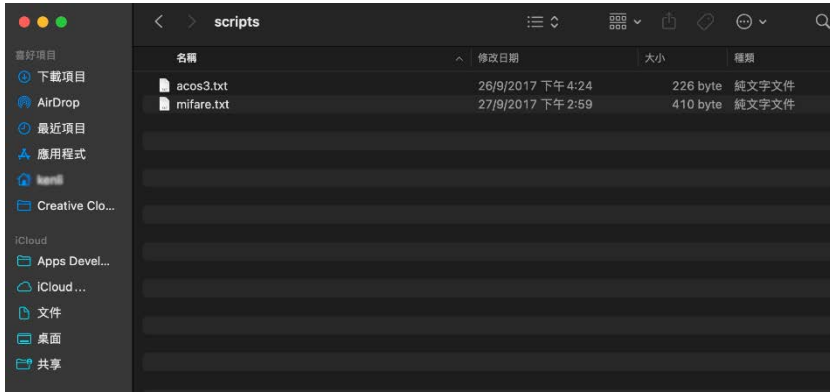 scripts
喜好項目
下載項目
AirDrop
最近項目
應用程式
Creative Clo...
iCloud
Apps Devel...
iCloud...
文件
桌面
共享
名稱 修改日期 大小 種類
acos3.txt 26/9/2017 下午 4:24 226 byte 純文字文件
mifare.txt 27/9/2017 下午 2:59 410 byte 純文字文件